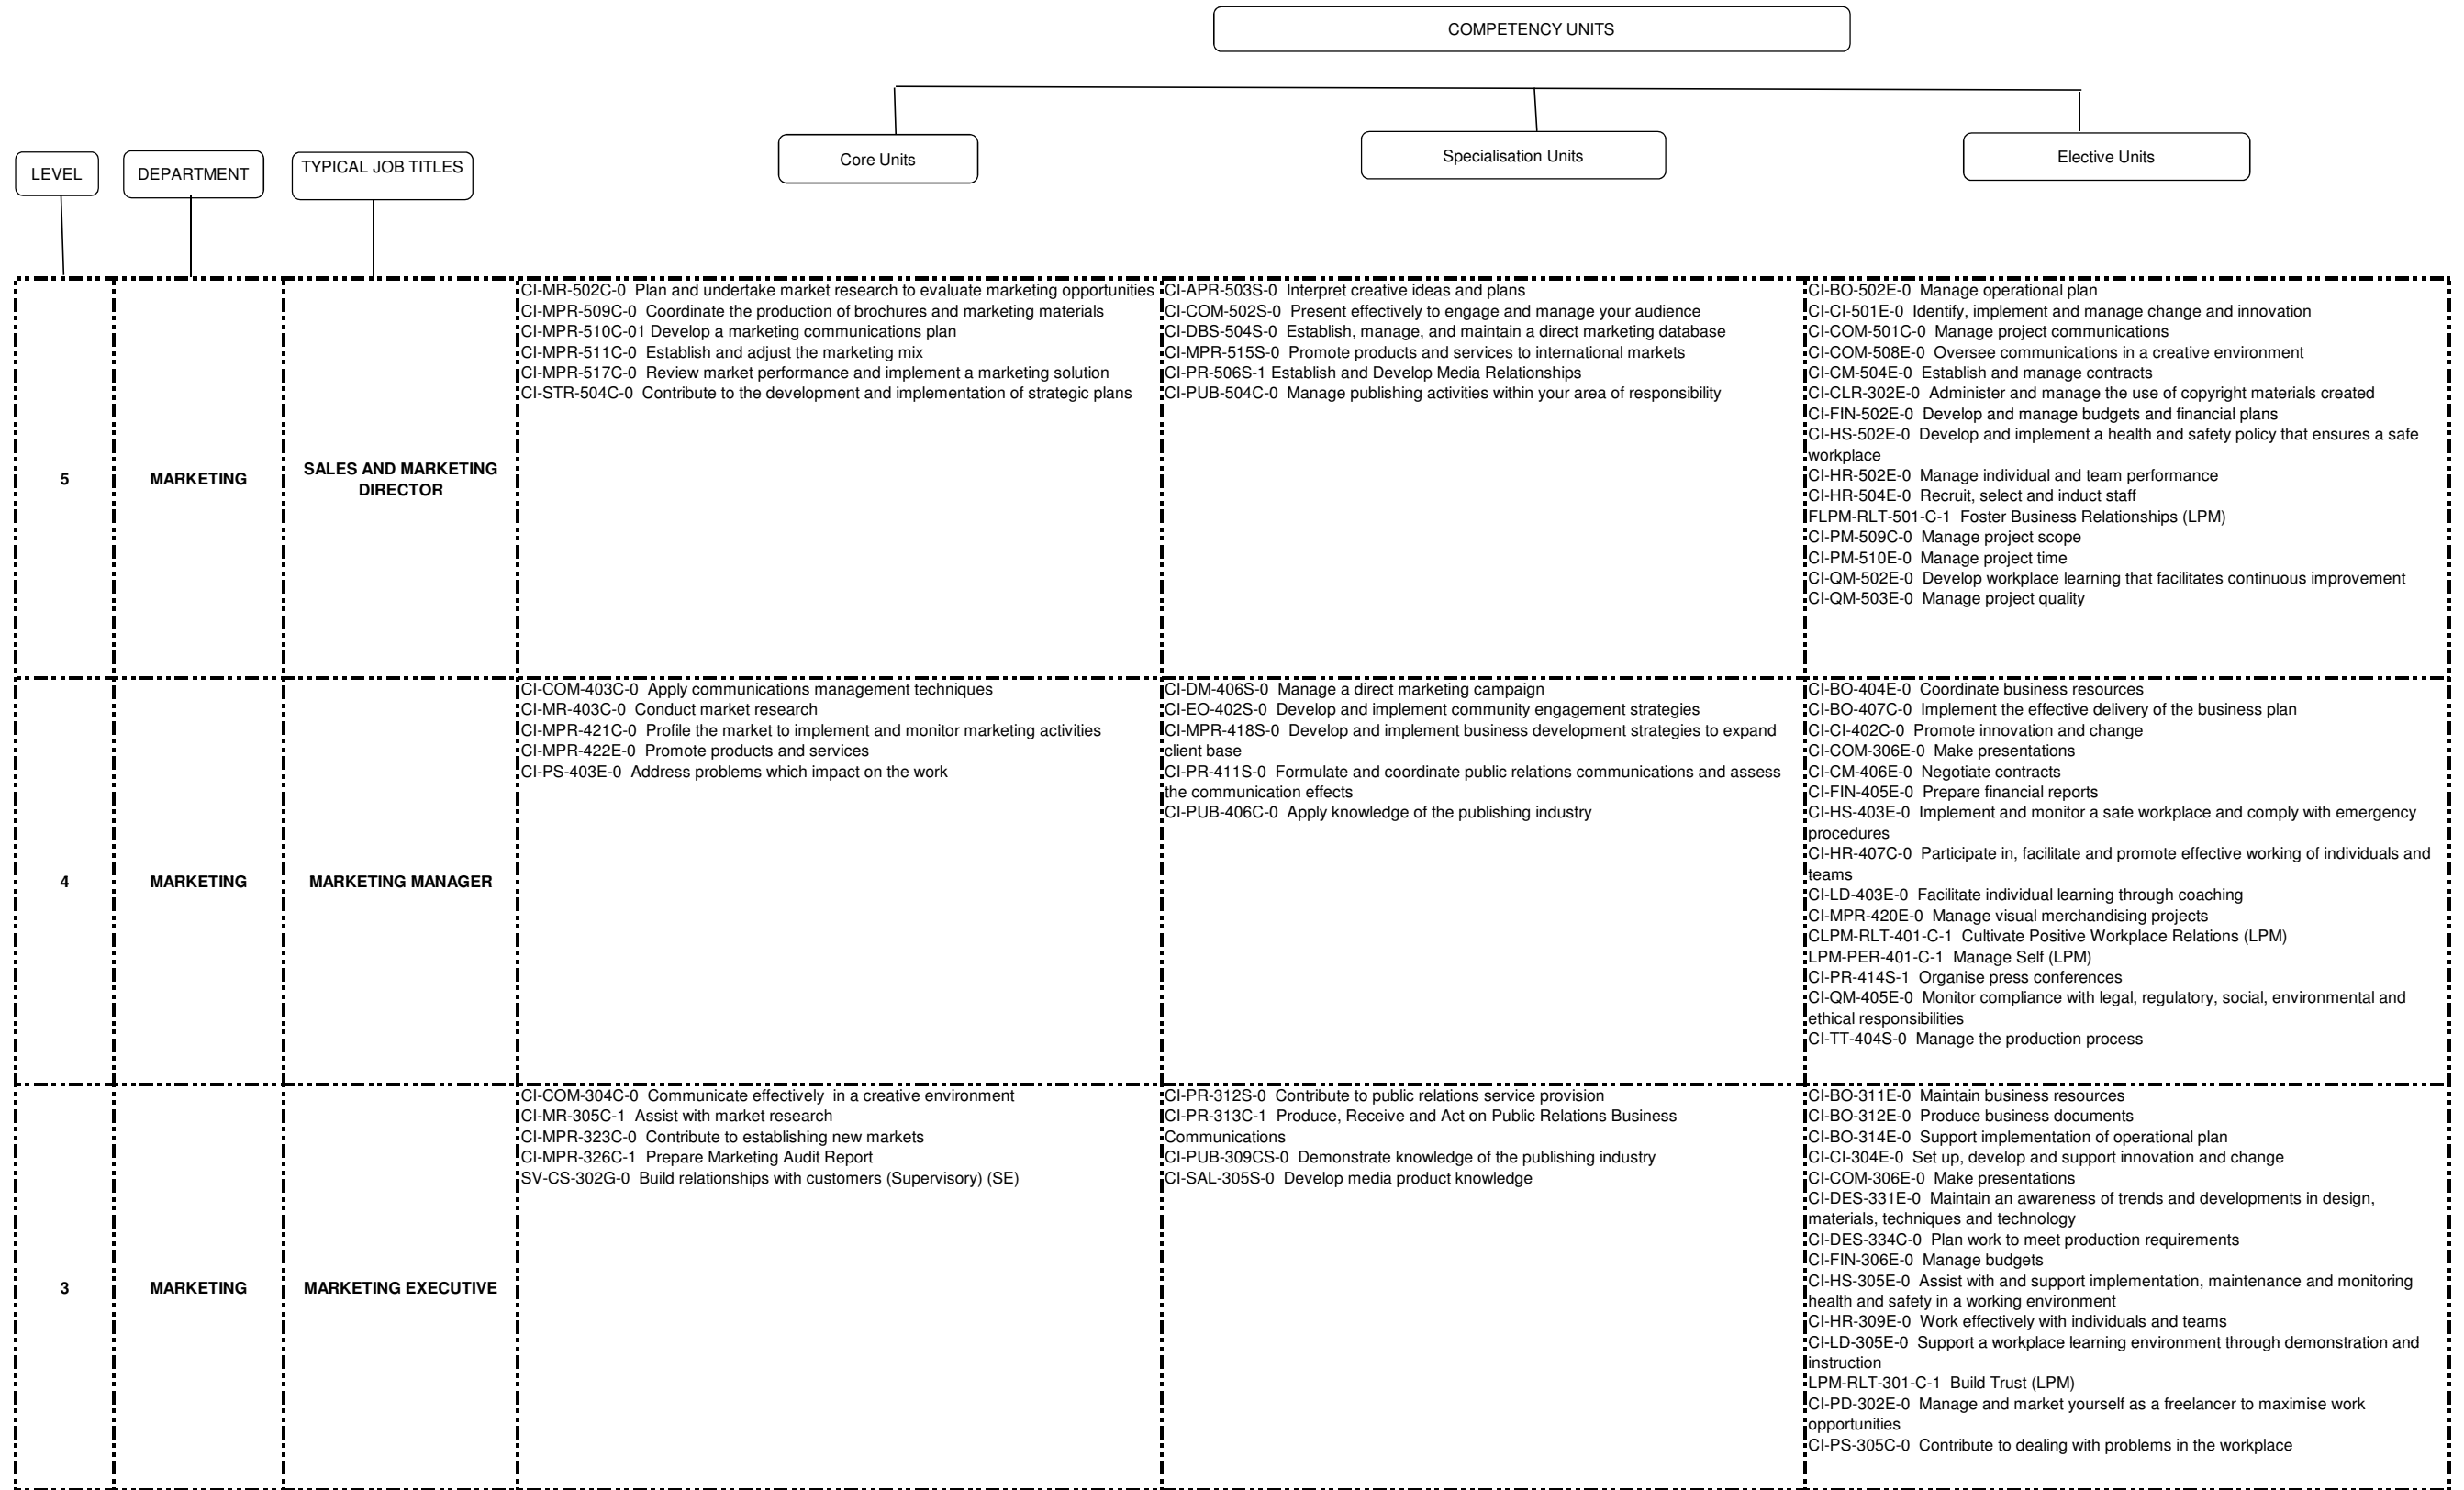 COMPETENCY UNITS
LEVEL
DEPARTMENT
TYPICAL JOB TITLES
Core Units
Specialisation Units
Elective Units
5
MARKETING
SALES AND MARKETING
DIRECTOR
CI-MR-502C-0 Plan and undertake market research to evaluate marketing opportunities
CI-MPR-509C-0 Coordinate the production of brochures and marketing materials
CI-MPR-510C-01 Develop a marketing communications plan
CI-MPR-511C-0 Establish and adjust the marketing mix
CI-MPR-517C-0 Review market performance and implement a marketing solution
CI-STR-504C-0 Contribute to the development and implementation of strategic plans
CI-APR-503S-0 Interpret creative ideas and plans
CI-COM-502S-0 Present effectively to engage and manage your audience
CI-DBS-504S-0 Establish, manage, and maintain a direct marketing database
CI-MPR-515S-0 Promote products and services to international markets
CI-PR-506S-1 Establish and Develop Media Relationships
CI-PUB-504C-0 Manage publishing activities within your area of responsibility
CI-BO-502E-0 Manage operational plan
CI-CI-501E-0 Identify, implement and manage change and innovation
CI-COM-501C-0 Manage project communications
CI-COM-508E-0 Oversee communications in a creative environment
CI-CM-504E-0 Establish and manage contracts
CI-CLR-302E-0 Administer and manage the use of copyright materials created
CI-FIN-502E-0 Develop and manage budgets and financial plans
CI-HS-502E-0 Develop and implement a health and safety policy that ensures a safe
workplace
CI-HR-502E-0 Manage individual and team performance
CI-HR-504E-0 Recruit, select and induct staff
FLPM-RLT-501-C-1 Foster Business Relationships (LPM)
CI-PM-509C-0 Manage project scope
CI-PM-510E-0 Manage project time
CI-QM-502E-0 Develop workplace learning that facilitates continuous improvement
CI-QM-503E-0 Manage project quality
4
MARKETING
MARKETING MANAGER
CI-COM-403C-0 Apply communications management techniques
CI-MR-403C-0 Conduct market research
CI-MPR-421C-0 Profile the market to implement and monitor marketing activities
CI-MPR-422E-0 Promote products and services
CI-PS-403E-0 Address problems which impact on the work
CI-DM-406S-0 Manage a direct marketing campaign
CI-EO-402S-0 Develop and implement community engagement strategies
CI-MPR-418S-0 Develop and implement business development strategies to expand
client base
CI-PR-411S-0 Formulate and coordinate public relations communications and assess
the communication effects
CI-PUB-406C-0 Apply knowledge of the publishing industry
CI-BO-404E-0 Coordinate business resources
CI-BO-407C-0 Implement the effective delivery of the business plan
CI-CI-402C-0 Promote innovation and change
CI-COM-306E-0 Make presentations
CI-CM-406E-0 Negotiate contracts
CI-FIN-405E-0 Prepare financial reports
CI-HS-403E-0 Implement and monitor a safe workplace and comply with emergency
procedures
CI-HR-407C-0 Participate in, facilitate and promote effective working of individuals and
teams
CI-LD-403E-0 Facilitate individual learning through coaching
CI-MPR-420E-0 Manage visual merchandising projects
CLPM-RLT-401-C-1 Cultivate Positive Workplace Relations (LPM)
LPM-PER-401-C-1 Manage Self (LPM)
CI-PR-414S-1 Organise press conferences
CI-QM-405E-0 Monitor compliance with legal, regulatory, social, environmental and
ethical responsibilities
CI-TT-404S-0 Manage the production process
3
MARKETING
MARKETING EXECUTIVE
CI-COM-304C-0 Communicate effectively in a creative environment
CI-MR-305C-1 Assist with market research
CI-MPR-323C-0 Contribute to establishing new markets
CI-MPR-326C-1 Prepare Marketing Audit Report
SV-CS-302G-0 Build relationships with customers (Supervisory) (SE)
CI-PR-312S-0 Contribute to public relations service provision
CI-PR-313C-1 Produce, Receive and Act on Public Relations Business
Communications
CI-PUB-309CS-0 Demonstrate knowledge of the publishing industry
CI-SAL-305S-0 Develop media product knowledge
CI-BO-311E-0 Maintain business resources
CI-BO-312E-0 Produce business documents
CI-BO-314E-0 Support implementation of operational plan
CI-CI-304E-0 Set up, develop and support innovation and change
CI-COM-306E-0 Make presentations
CI-DES-331E-0 Maintain an awareness of trends and developments in design,
materials, techniques and technology
CI-DES-334C-0 Plan work to meet production requirements
CI-FIN-306E-0 Manage budgets
CI-HS-305E-0 Assist with and support implementation, maintenance and monitoring
health and safety in a working environment
CI-HR-309E-0 Work effectively with individuals and teams
CI-LD-305E-0 Support a workplace learning environment through demonstration and
instruction
LPM-RLT-301-C-1 Build Trust (LPM)
CI-PD-302E-0 Manage and market yourself as a freelancer to maximise work
opportunities
CI-PS-305C-0 Contribute to dealing with problems in the workplace